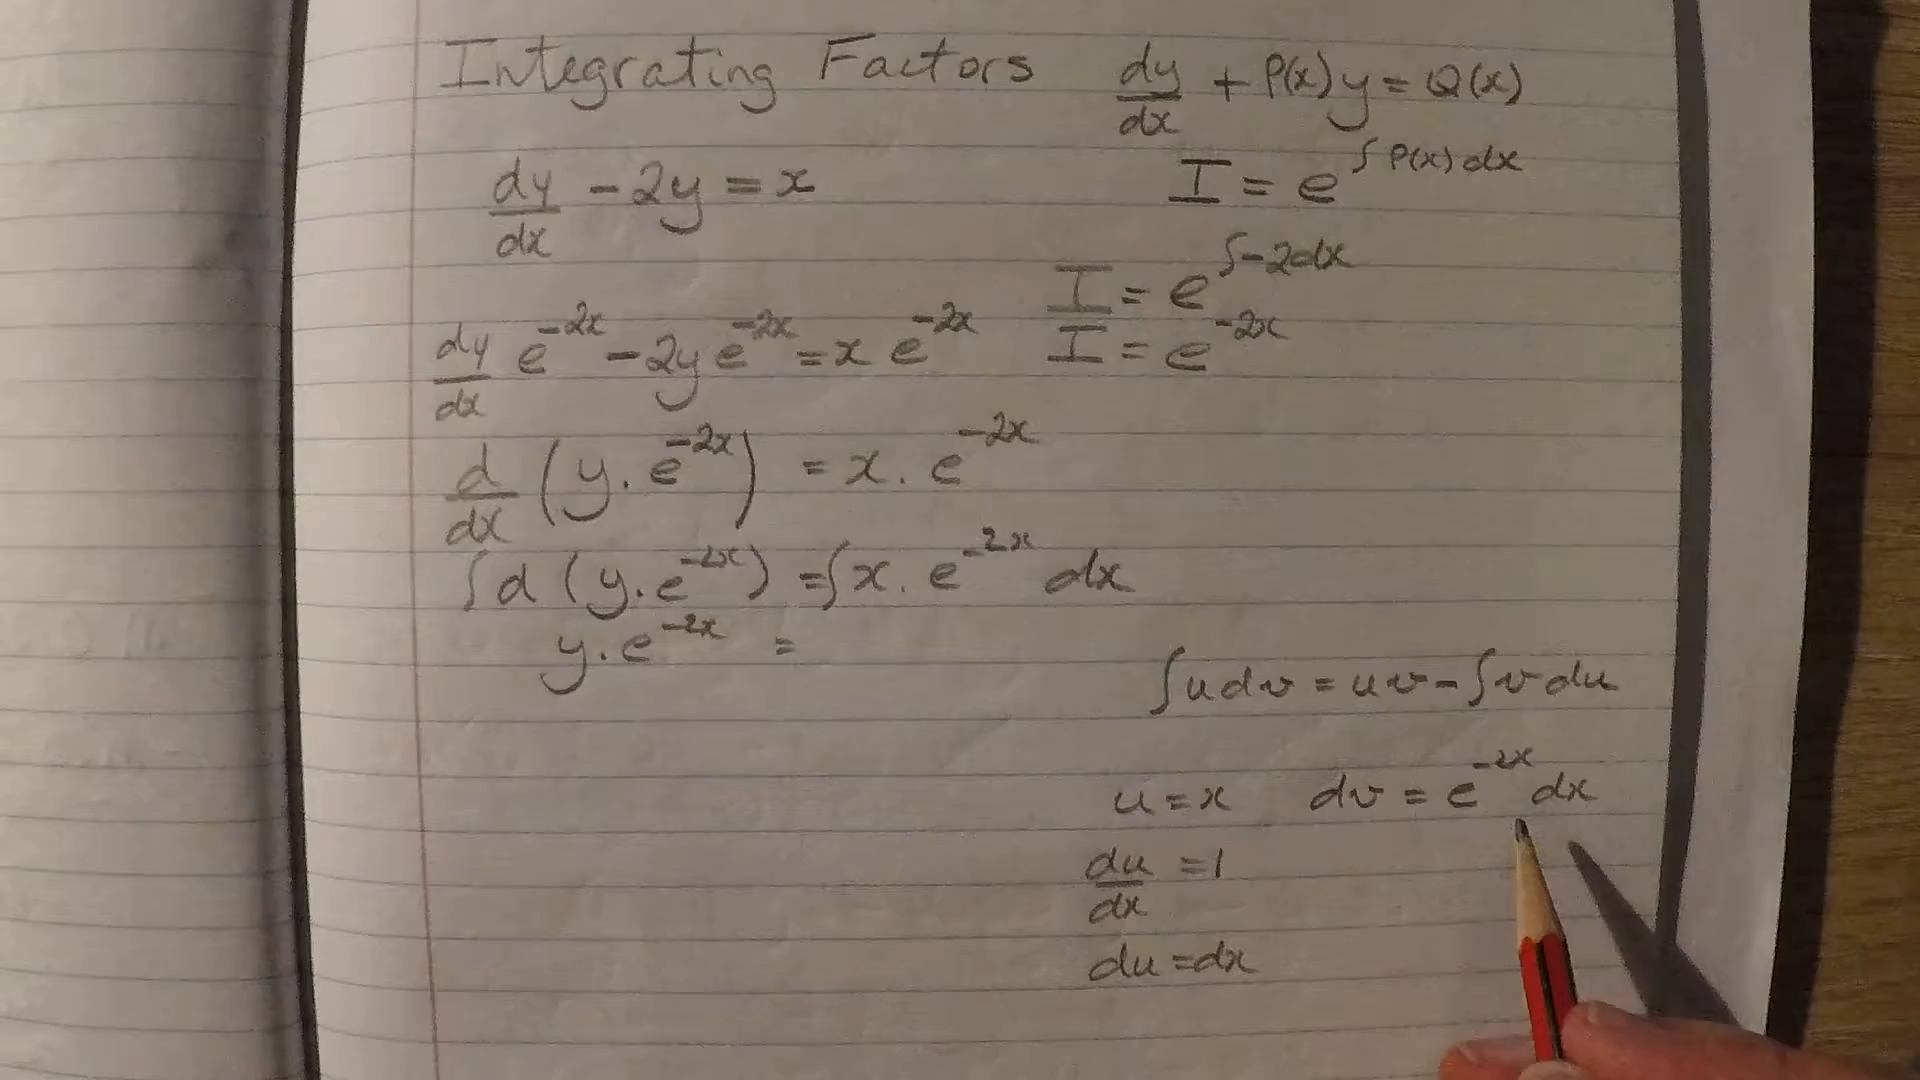 Integrating Factors dy/dx + P(x)y = Q(x)
dy/dx - 2y = x I = e^∫P(x)dx
I = e^∫-2dx
dy/dx e^-2x - 2y e^-2x = x e^-2x I = e^-2x
d/dx (y.e^-2x) = x.e^-2x
∫d(y.e^-2x) = ∫x.e^-2x dx
y.e^-2x =
∫u dv = uv - ∫v du
u = x dv = e^-2x dx
du/dx = 1
du = dx